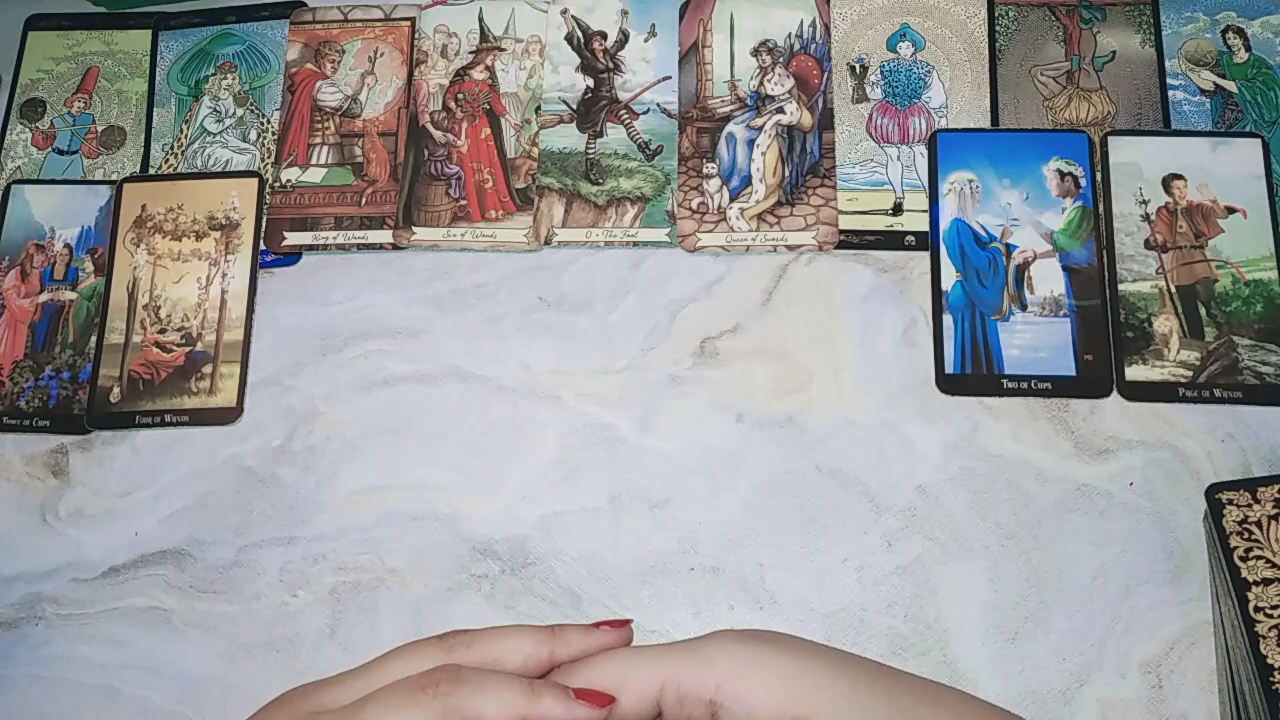 King of Wands
Six of Wands
0 • The Fool
Queen of Swords
Three of Cups
Four of Wands
Two of Cups
Page of Wands